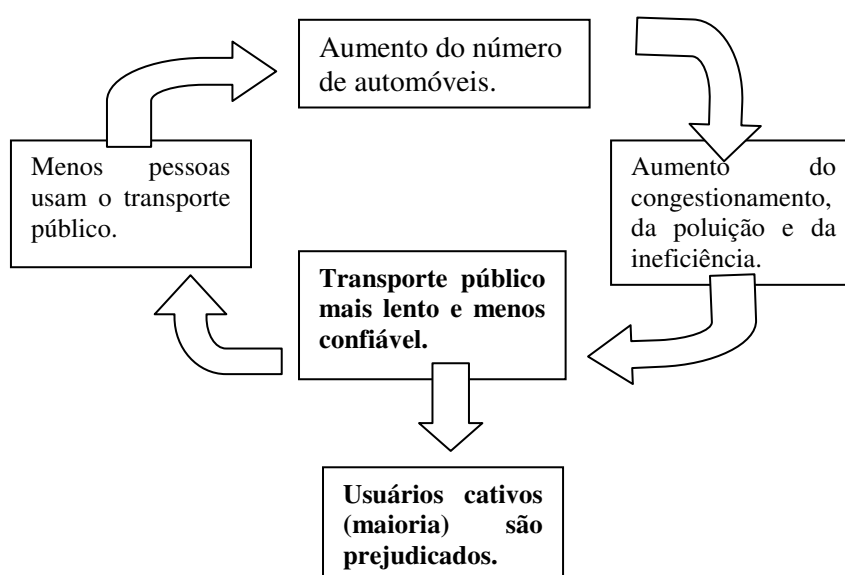 Aumento do número
de automóveis.
Menos pessoas
usam o transporte
público.
Aumento do
congestionamento,
da poluição e da
ineficiência.
Transporte público
mais lento e menos
confiável.
Usuários cativos
(maioria) são
prejudicados.